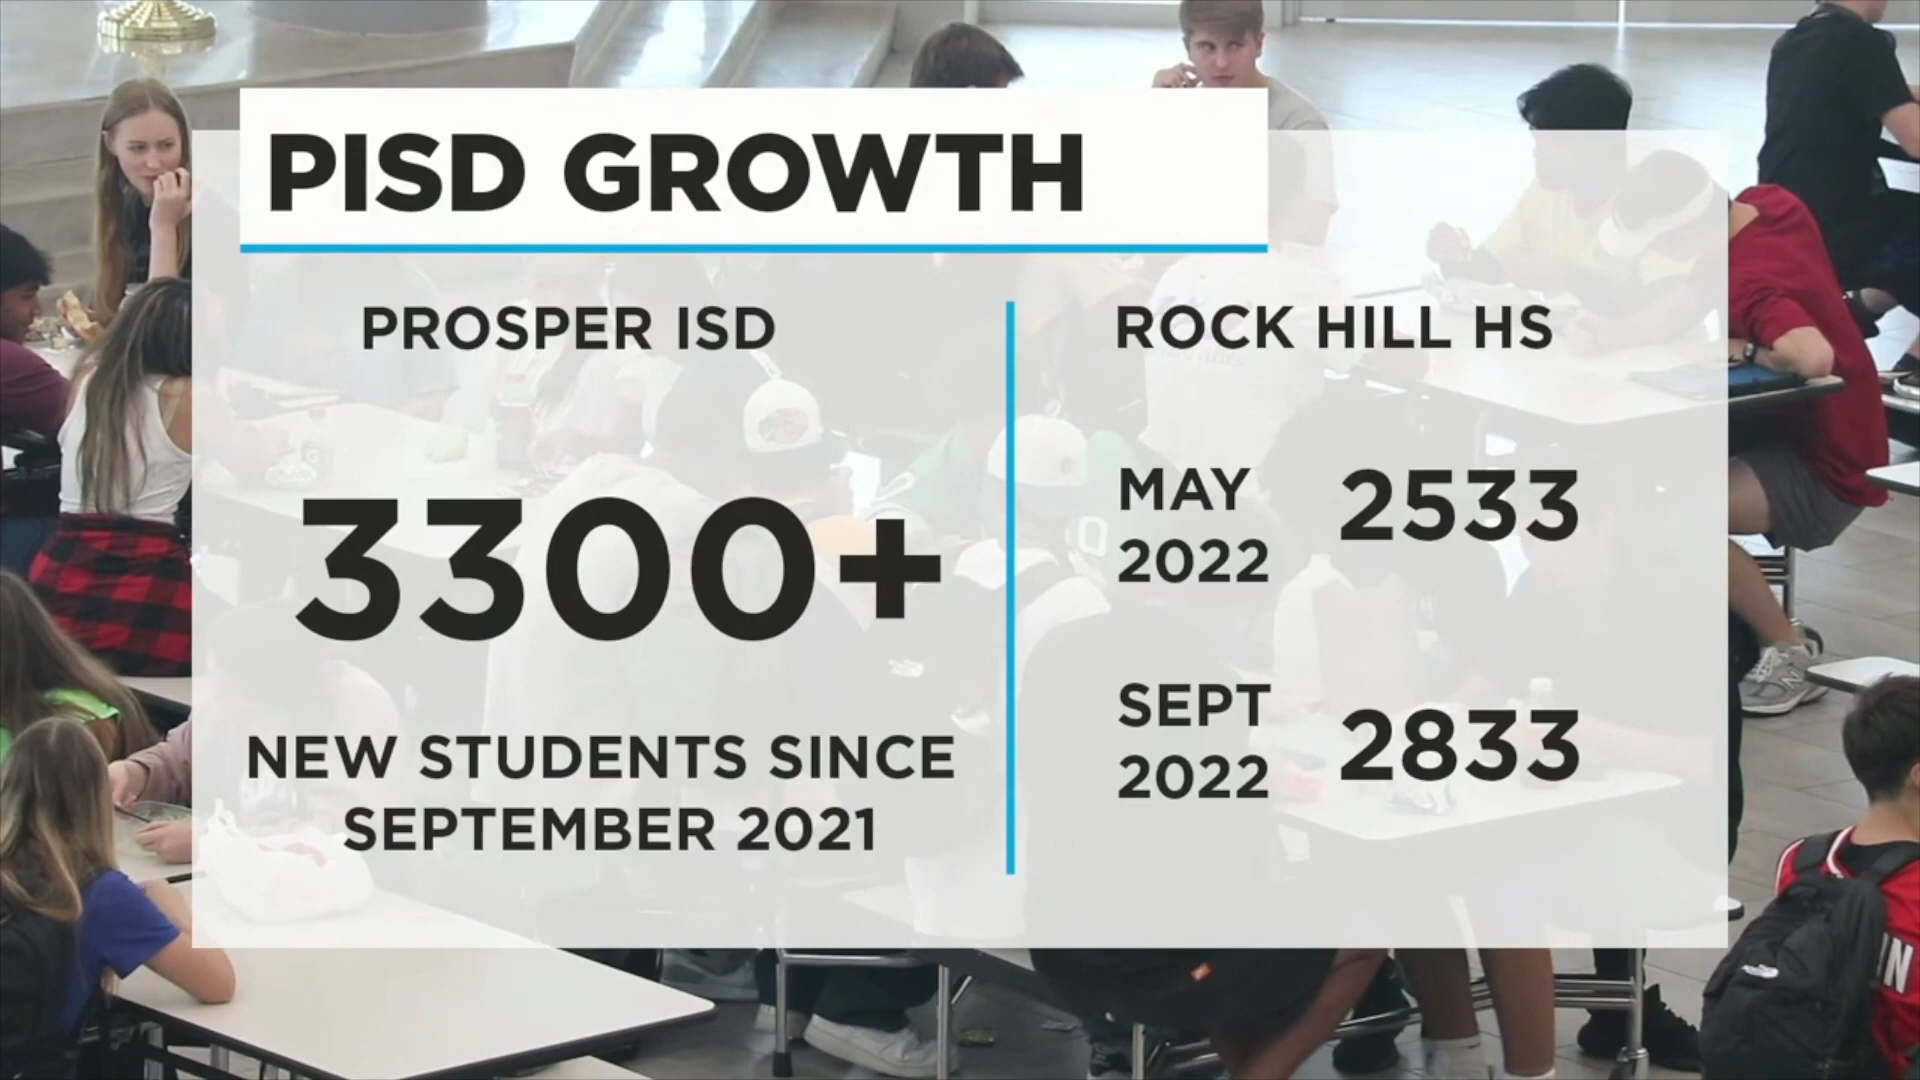 PISD GROWTH
PROSPER ISD
3300+
NEW STUDENTS SINCE
SEPTEMBER 2021
ROCK HILL HS
MAY
2022
2533
SEPT
2022
2833